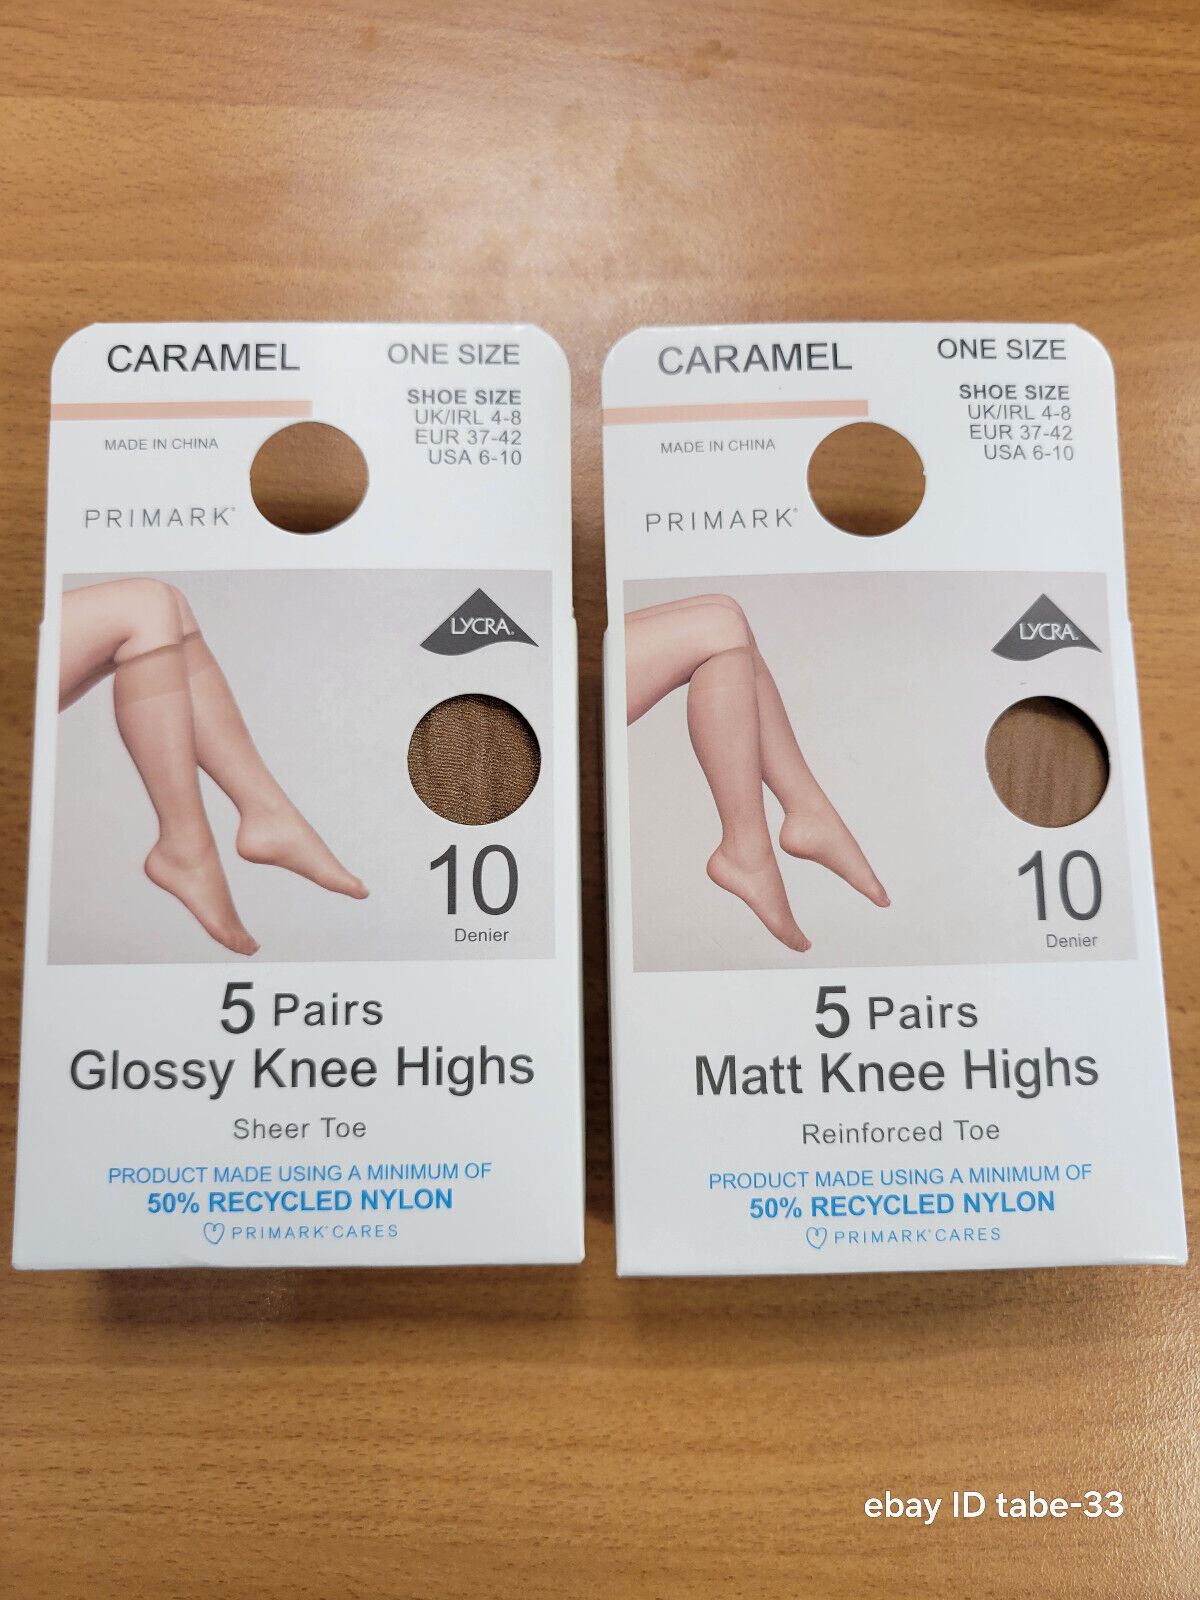 CARAMEL
ONE SIZE
SHOE SIZE
UK/IRL 4-8
EUR 37-42
USA 6-10
MADE IN CHINA
PRIMARK®
LYCRA®
10
Denier
5 Pairs
Glossy Knee Highs
Sheer Toe
PRODUCT MADE USING A MINIMUM OF
50% RECYCLED NYLON
PRIMARK® CARES
CARAMEL
ONE SIZE
SHOE SIZE
UK/IRL 4-8
EUR 37-42
USA 6-10
MADE IN CHINA
PRIMARK®
LYCRA®
10
Denier
5 Pairs
Matt Knee Highs
Reinforced Toe
PRODUCT MADE USING A MINIMUM OF
50% RECYCLED NYLON
PRIMARK® CARES
ebay ID tabe-33